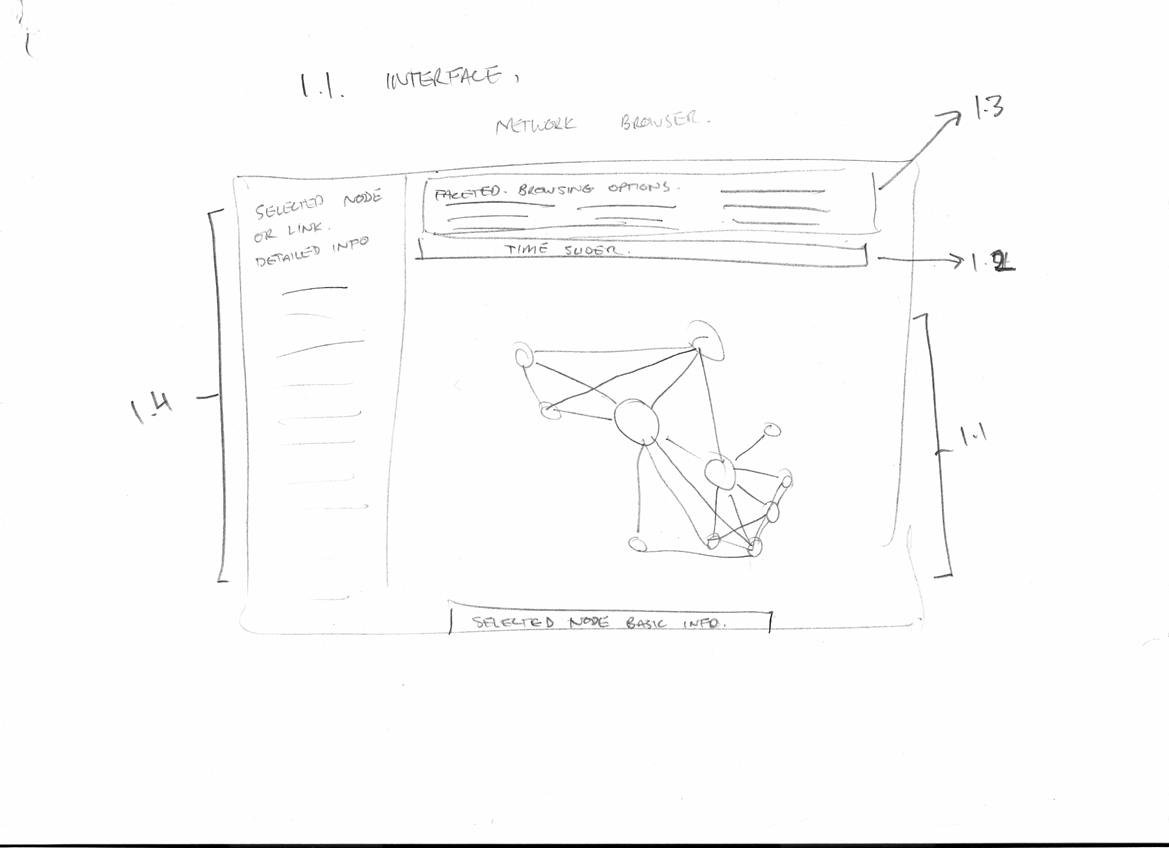 1.1. INTERFACE,
NETWORK BROWSER.
1.3
SELECTED NODE
OR LINK.
DETAILED INFO
FACETED. BROWSING OPTIONS.
TIME SLIDER.
1.2
1.4
1.1
SELECTED NODE BASIC INFO.